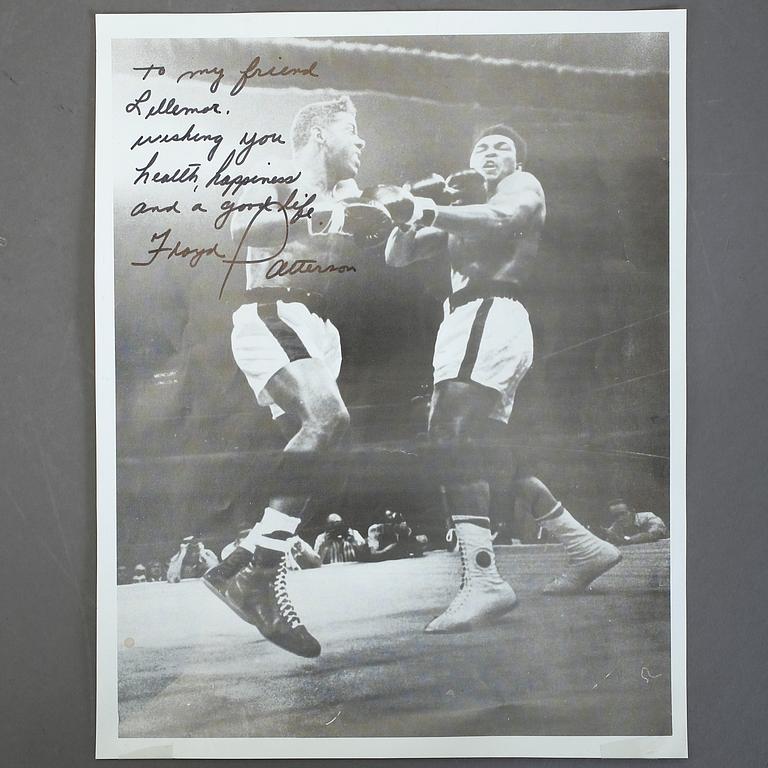 To my friend
Lillemor.
wishing you
health, happiness
and a good life.
Floyd Patterson